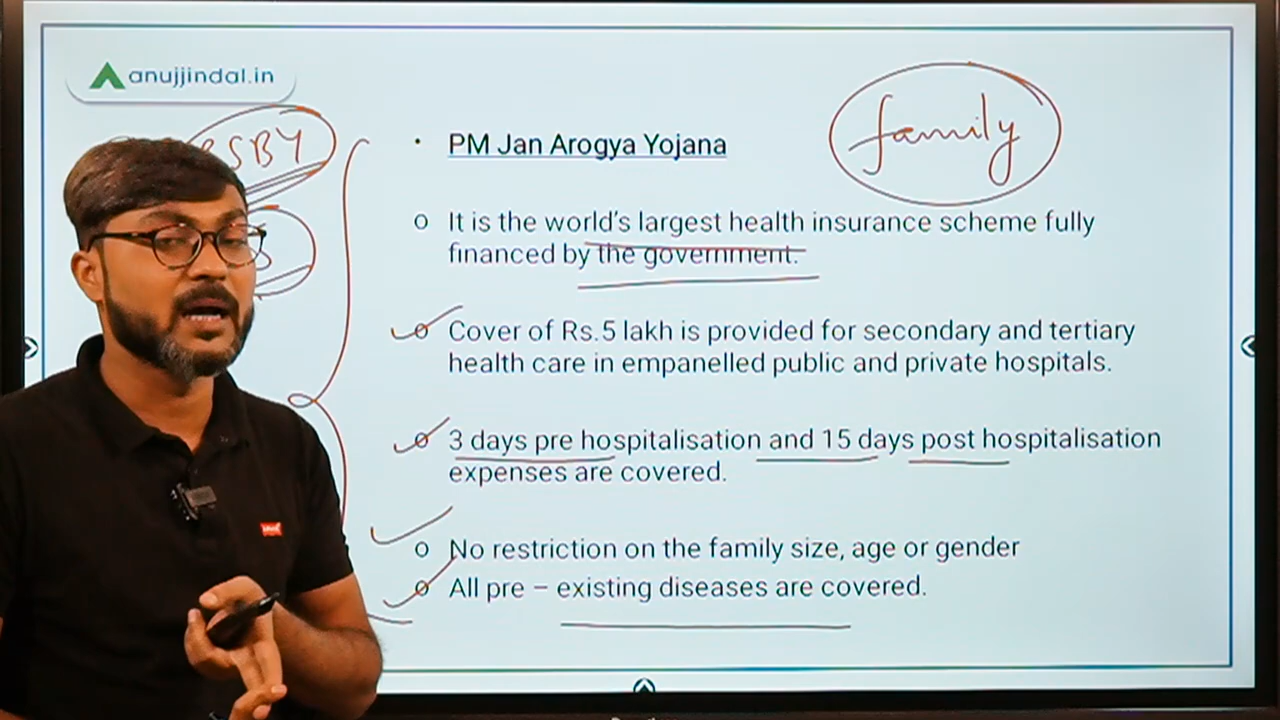 anujjindal.in
RSBY
family
PM Jan Arogya Yojana
It is the world's largest health insurance scheme fully
financed by the government.
Cover of Rs.5 lakh is provided for secondary and tertiary
health care in empanelled public and private hospitals.
3 days pre hospitalisation and 15 days post hospitalisation
expenses are covered.
No restriction on the family size, age or gender
All pre – existing diseases are covered.